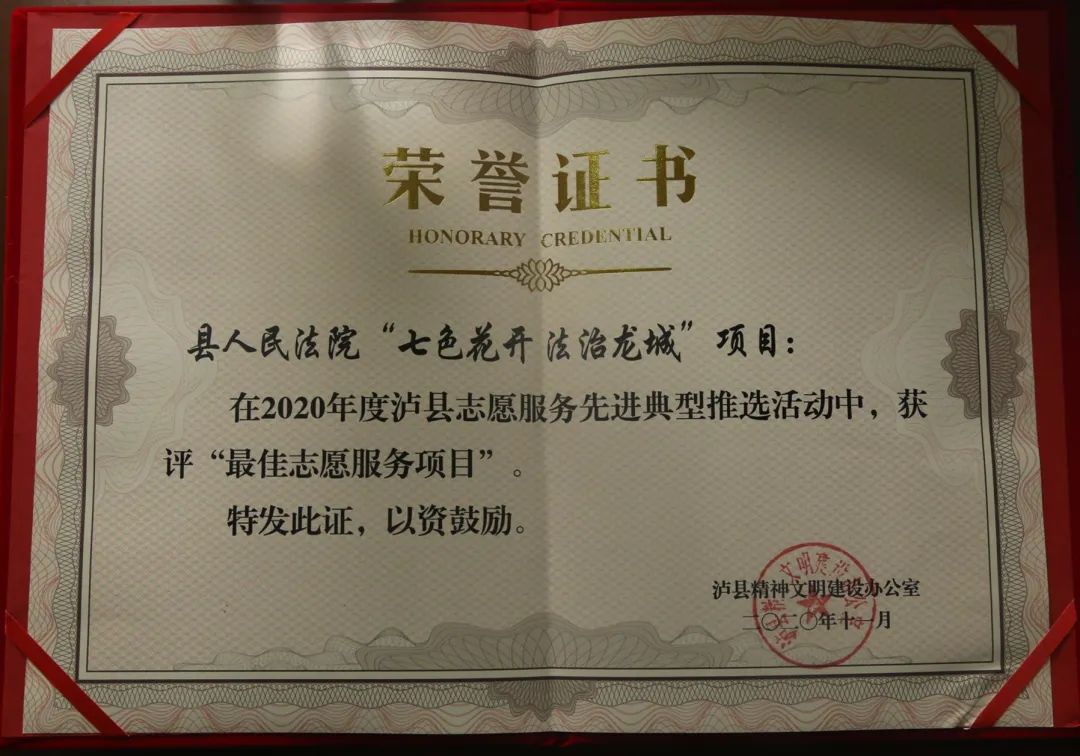 荣誉证书
HONORARY CREDENTIAL
县人民法院“七色花开 法治龙城”项目：
在2020年度泸县志愿服务先进典型推选活动中，获
评“最佳志愿服务项目”。
特发此证，以资鼓励。
泸县精神文明建设办公室
二〇二〇年十一月